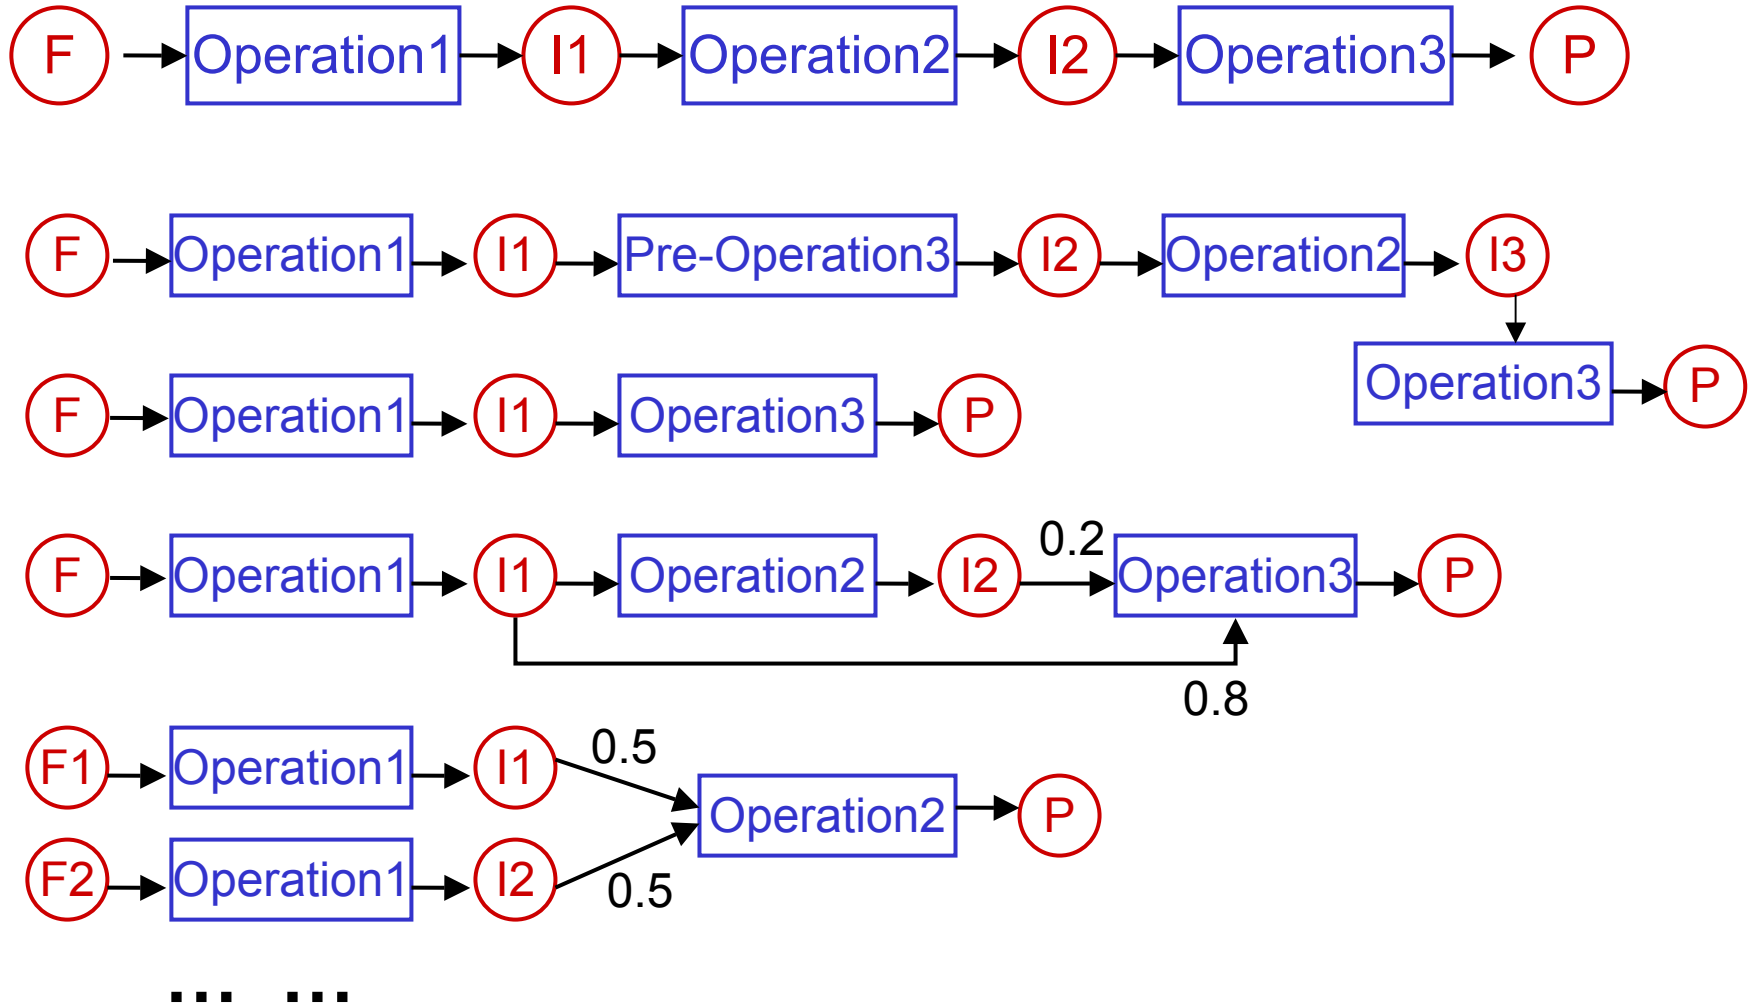 F Operation1 I1 Operation2 I2 Operation3 P
F Operation1 I1 Pre-Operation3 I2 Operation2 I3
Operation3 P
F Operation1 I1 Operation3 P
F Operation1 I1 Operation2 I2 0.2 Operation3 P
0.8
F1 Operation1 I1 0.5
Operation2 P
F2 Operation1 I2 0.5
... ...